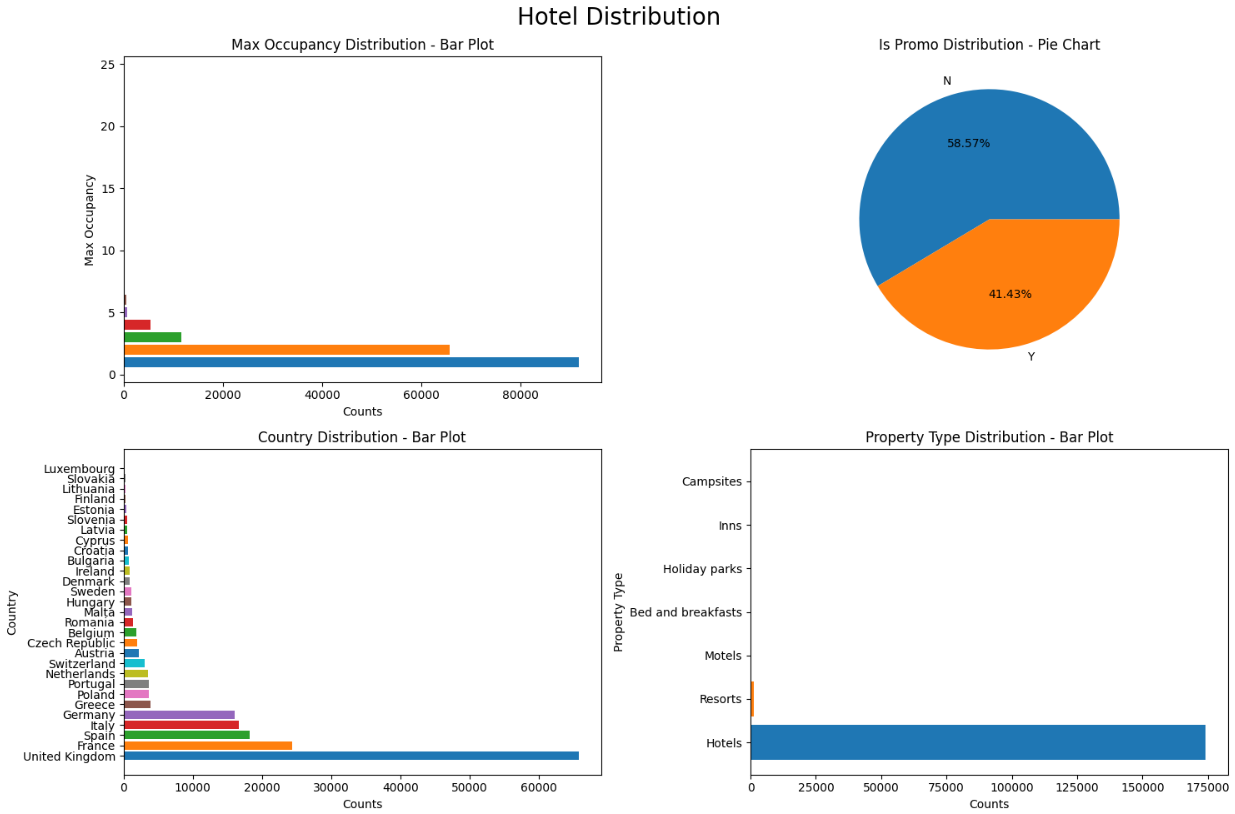 Hotel Distribution
Max Occupancy Distribution - Bar Plot
25
20
15
10
5
0
Max Occupancy
0 20000 40000 60000 80000
Counts
Is Promo Distribution - Pie Chart
N
58.57%
41.43%
Y
Country Distribution - Bar Plot
Luxembourg
Slovakia
Lithuania
Finland
Estonia
Slovenia
Latvia
Cyprus
Croatia
Bulgaria
Ireland
Denmark
Sweden
Hungary
Malta
Romania
Belgium
Czech Republic
Austria
Switzerland
Netherlands
Portugal
Poland
Greece
Germany
Italy
Spain
France
United Kingdom
Country
0 10000 20000 30000 40000 50000 60000
Counts
Property Type Distribution - Bar Plot
Campsites
Inns
Holiday parks
Bed and breakfasts
Motels
Resorts
Hotels
Property Type
0 25000 50000 75000 100000 125000 150000 175000
Counts